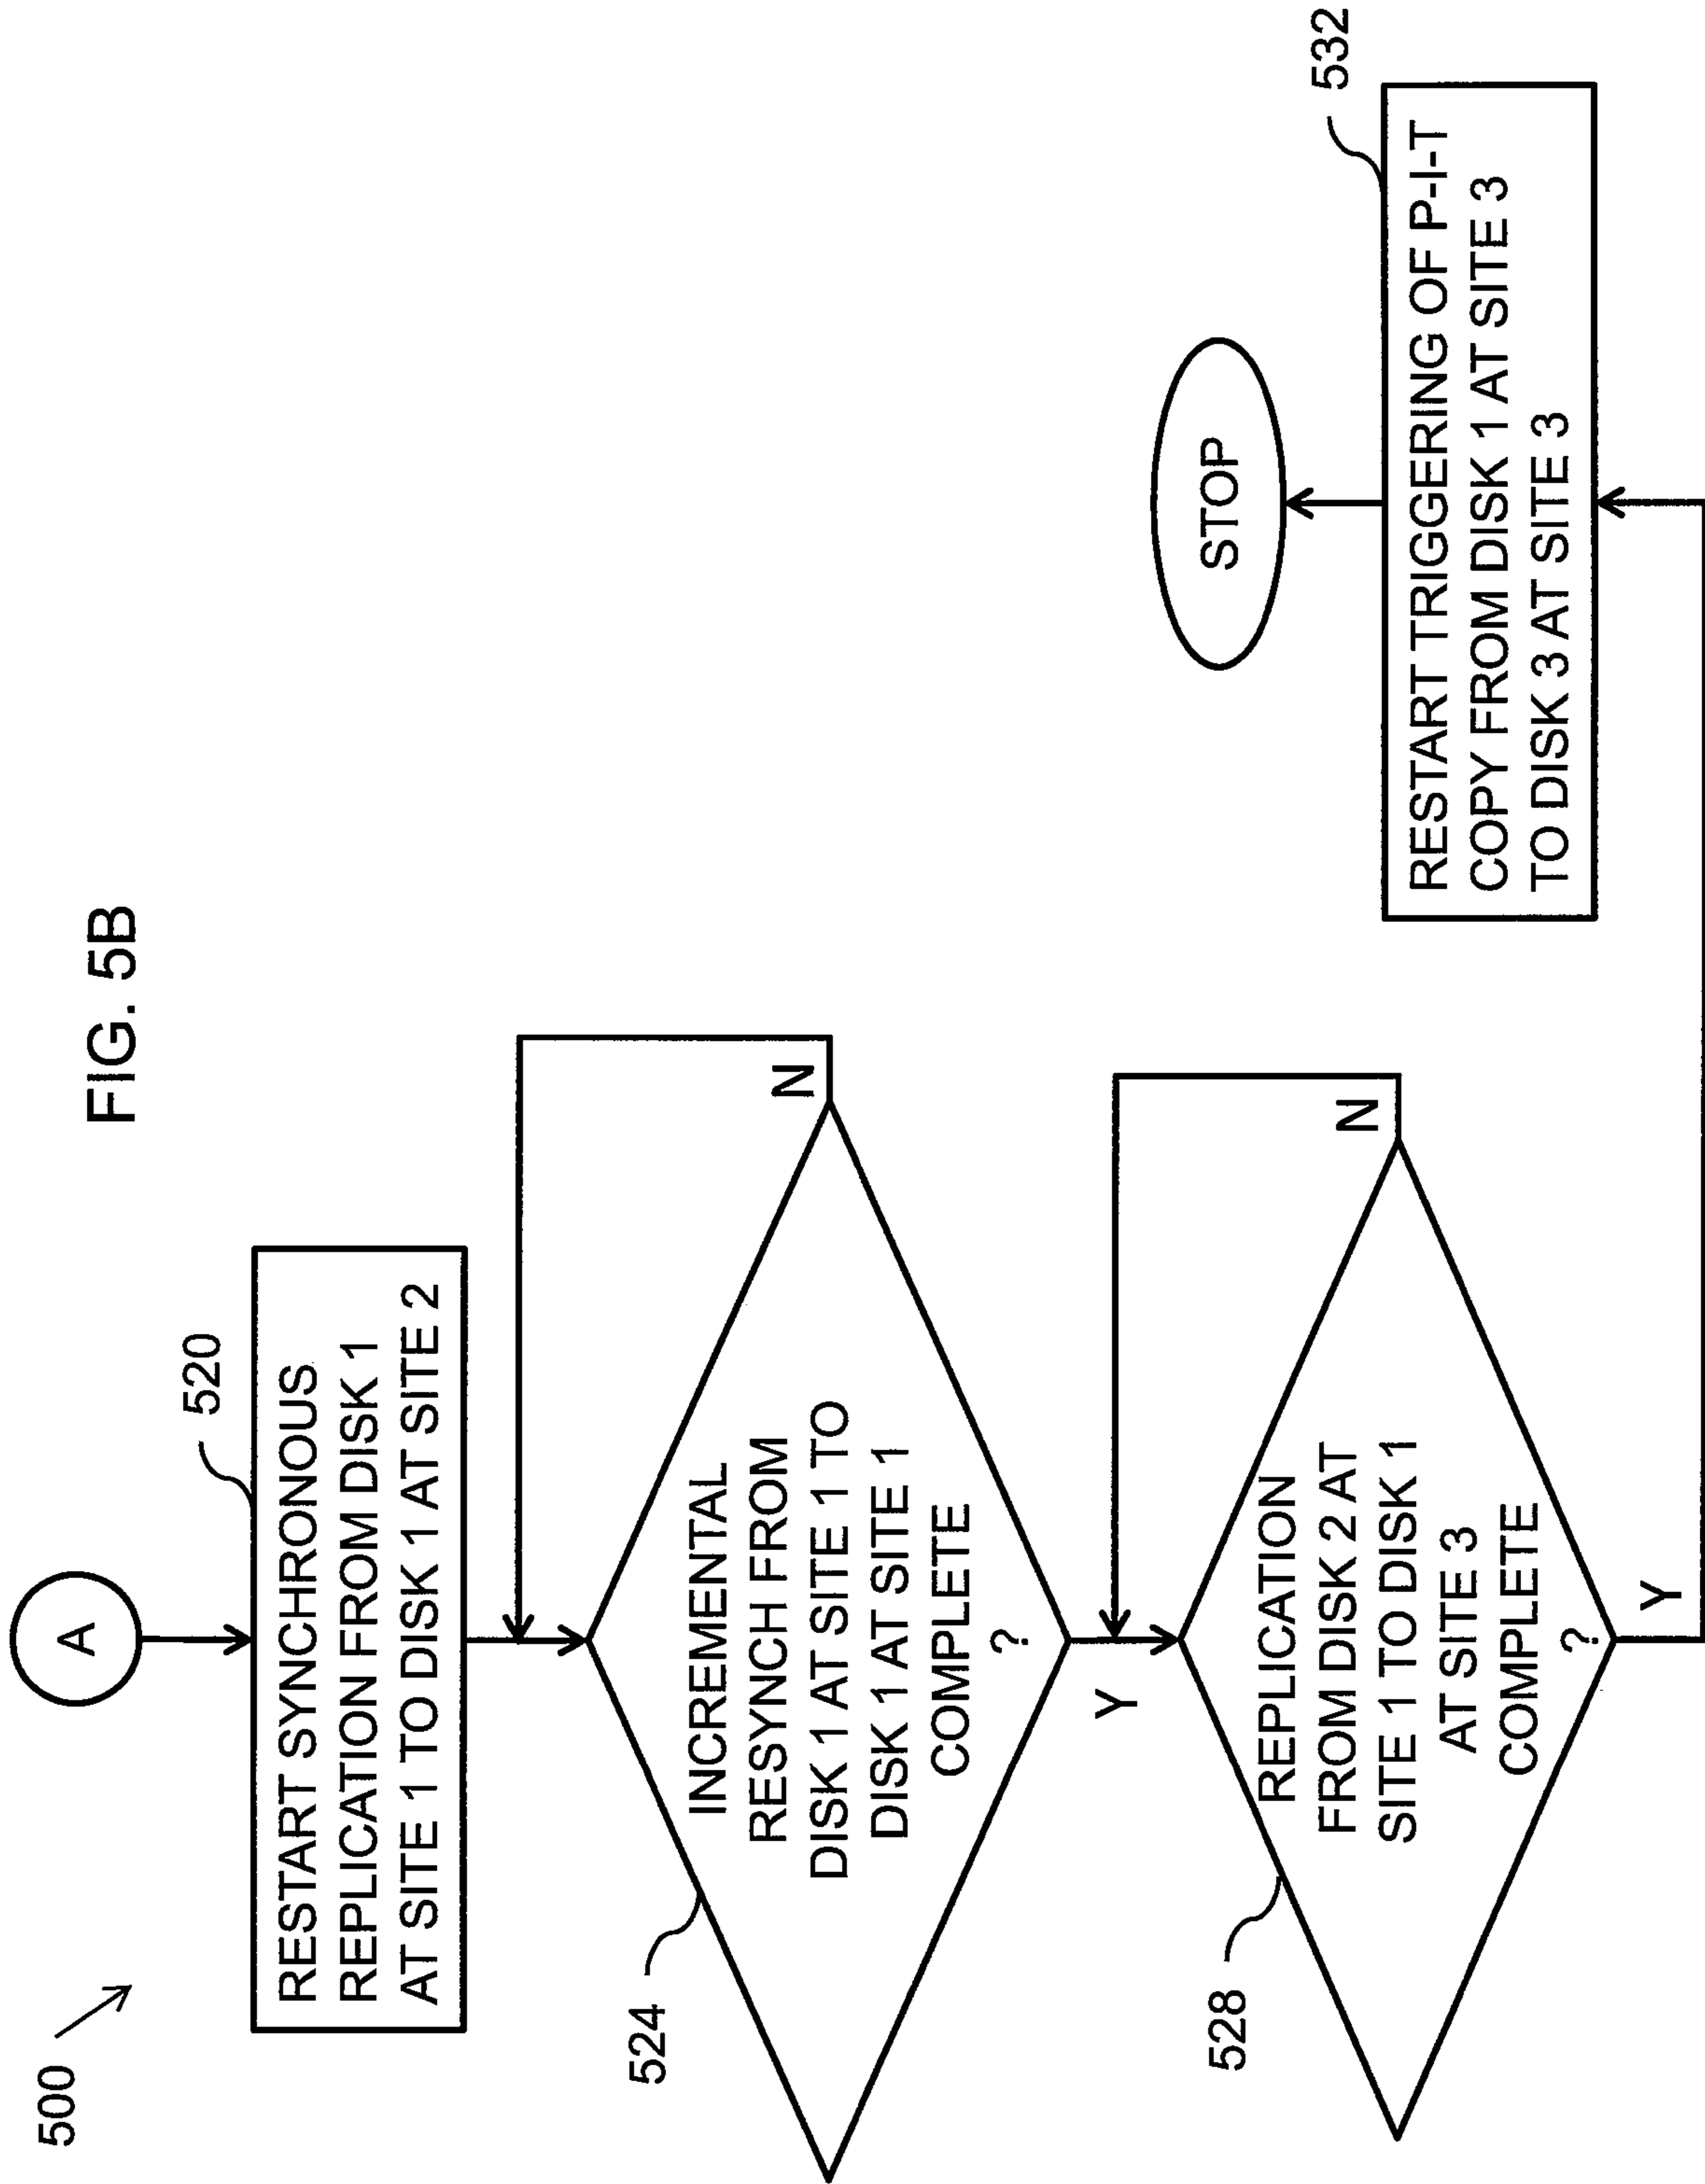 FIG. 5B
500
A
520
RESTART SYNCHRONOUS
REPLICATION FROM DISK 1
AT SITE 1 TO DISK 1 AT SITE 2
524
INCREMENTAL
RESYNCH FROM
DISK 1 AT SITE 1 TO
DISK 1 AT SITE 1
COMPLETE
?
N
Y
528
REPLICATION
FROM DISK 2 AT
SITE 1 TO DISK 1
AT SITE 3
COMPLETE
?
N
Y
532
RESTART TRIGGERING OF P-I-T
COPY FROM DISK 1 AT SITE 3
TO DISK 3 AT SITE 3
STOP